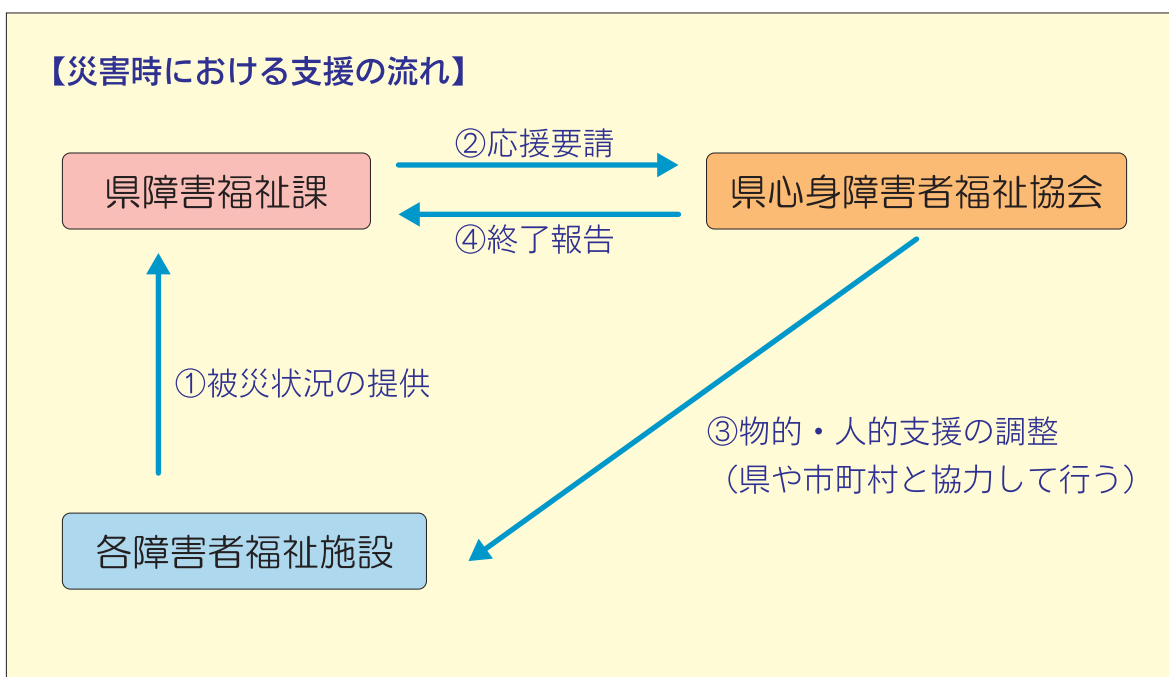 【災害時における支援の流れ】
②応援要請
県障害福祉課
県心身障害者福祉協会
④終了報告
①被災状況の提供
③物的・人的支援の調整
（県や市町村と協力して行う）
各障害者福祉施設